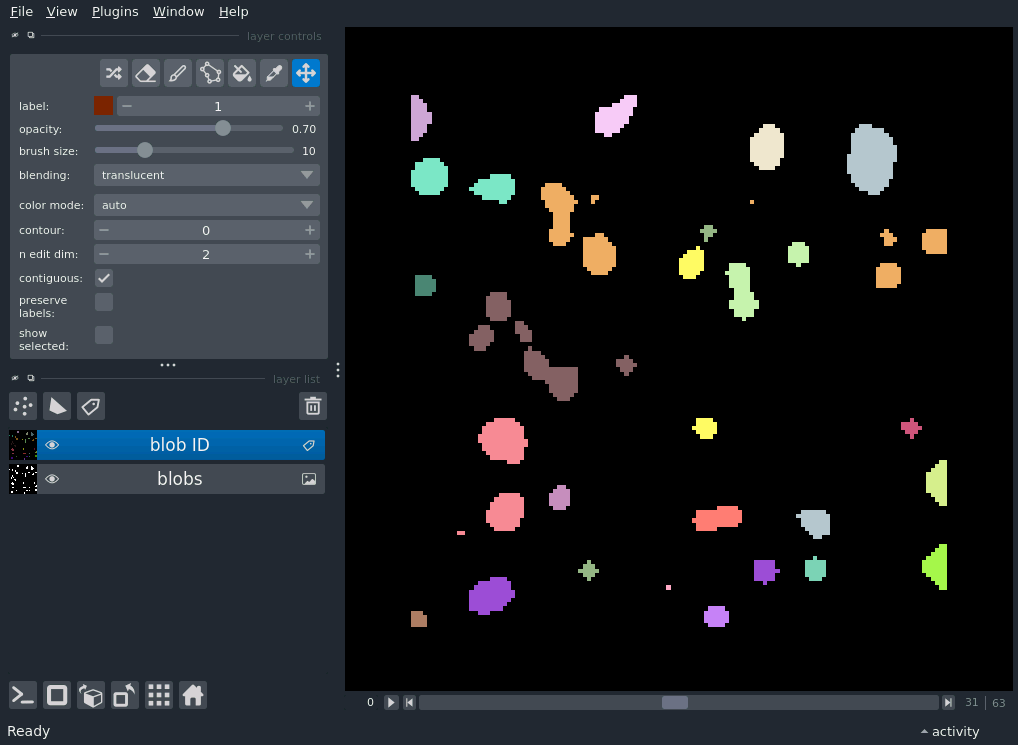 File View Plugins Window Help
layer controls
label: 1
opacity: 0.70
brush size: 10
blending: translucent
color mode: auto
contour: 0
n edit dim: 2
contiguous:
preserve
labels:
show
selected:
layer list
blob ID
blobs
0 31 | 63
Ready activity